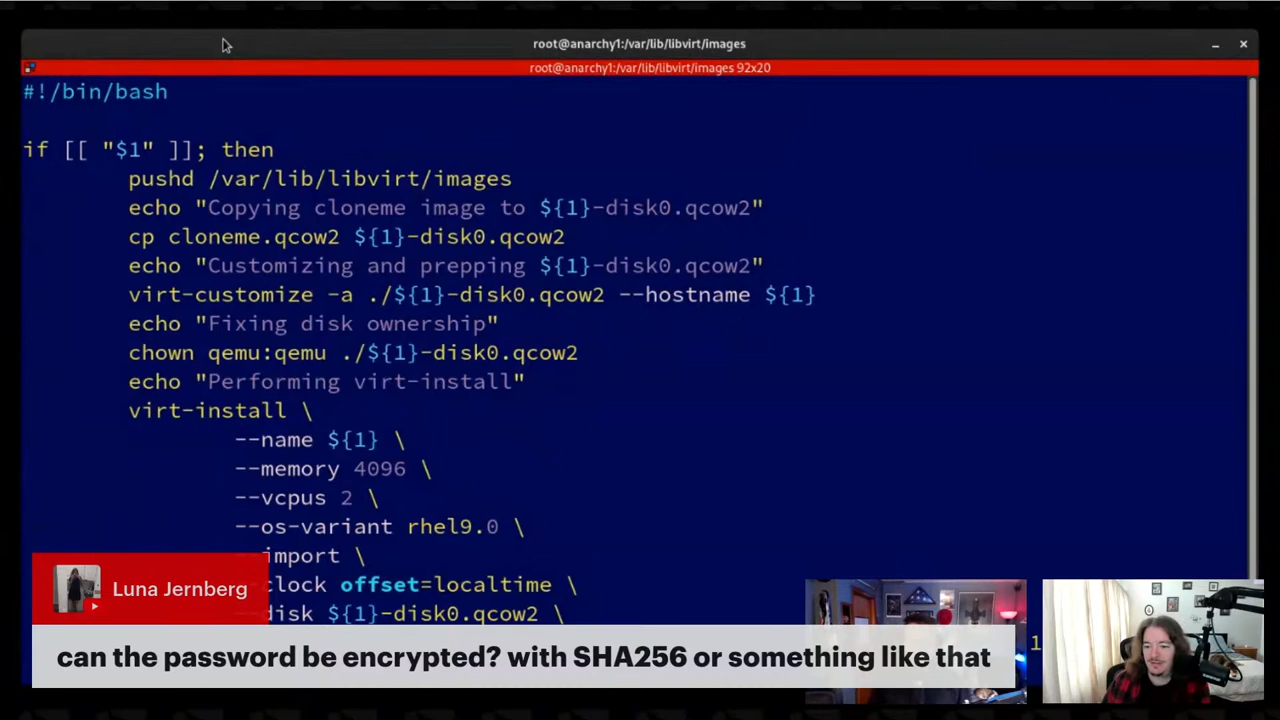 root@anarchy1:/var/lib/libvirt/images
root@anarchy1:/var/lib/libvirt/images 92x20
#!/bin/bash
if [[ "$1" ]]; then
pushd /var/lib/libvirt/images
echo "Copying cloneme image to ${1}-disk0.qcow2"
cp cloneme.qcow2 ${1}-disk0.qcow2
echo "Customizing and prepping ${1}-disk0.qcow2"
virt-customize -a ./${1}-disk0.qcow2 --hostname ${1}
echo "Fixing disk ownership"
chown qemu:qemu ./${1}-disk0.qcow2
echo "Performing virt-install"
virt-install \
--name ${1} \
--memory 4096 \
--vcpus 2 \
--os-variant rhel9.0 \
import \
clock offset=localtime \
disk ${1}-disk0.qcow2 \
1
Luna Jernberg
can the password be encrypted? with SHA256 or something like that